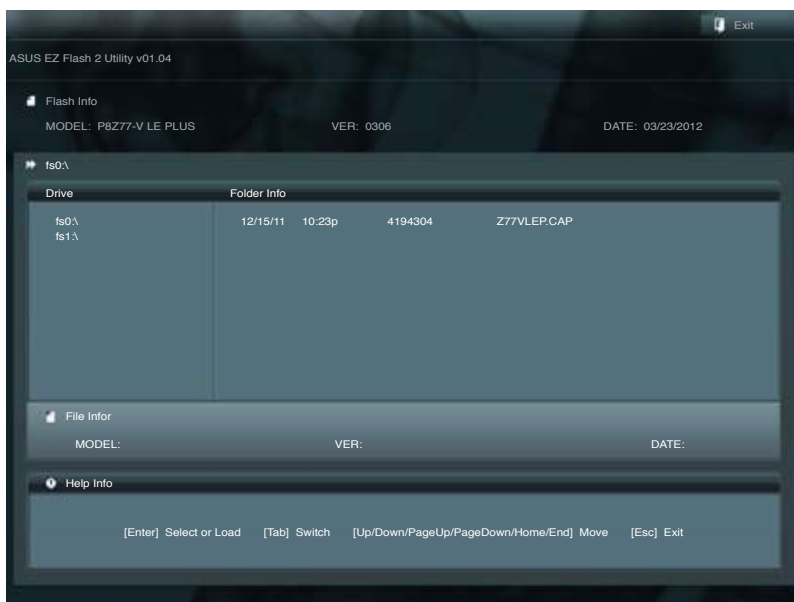 Exit
ASUS EZ Flash 2 Utility v01.04
Flash Info
MODEL: P8Z77-V LE PLUS VER: 0306 DATE: 03/23/2012
fs0:\
Drive Folder Info
fs0:\ 12/15/11 10:23p 4194304 Z77VLEP.CAP
fs1:\
File Infor
MODEL: VER: DATE:
Help Info
[Enter] Select or Load [Tab] Switch [Up/Down/PageUp/PageDown/Home/End] Move [Esc] Exit